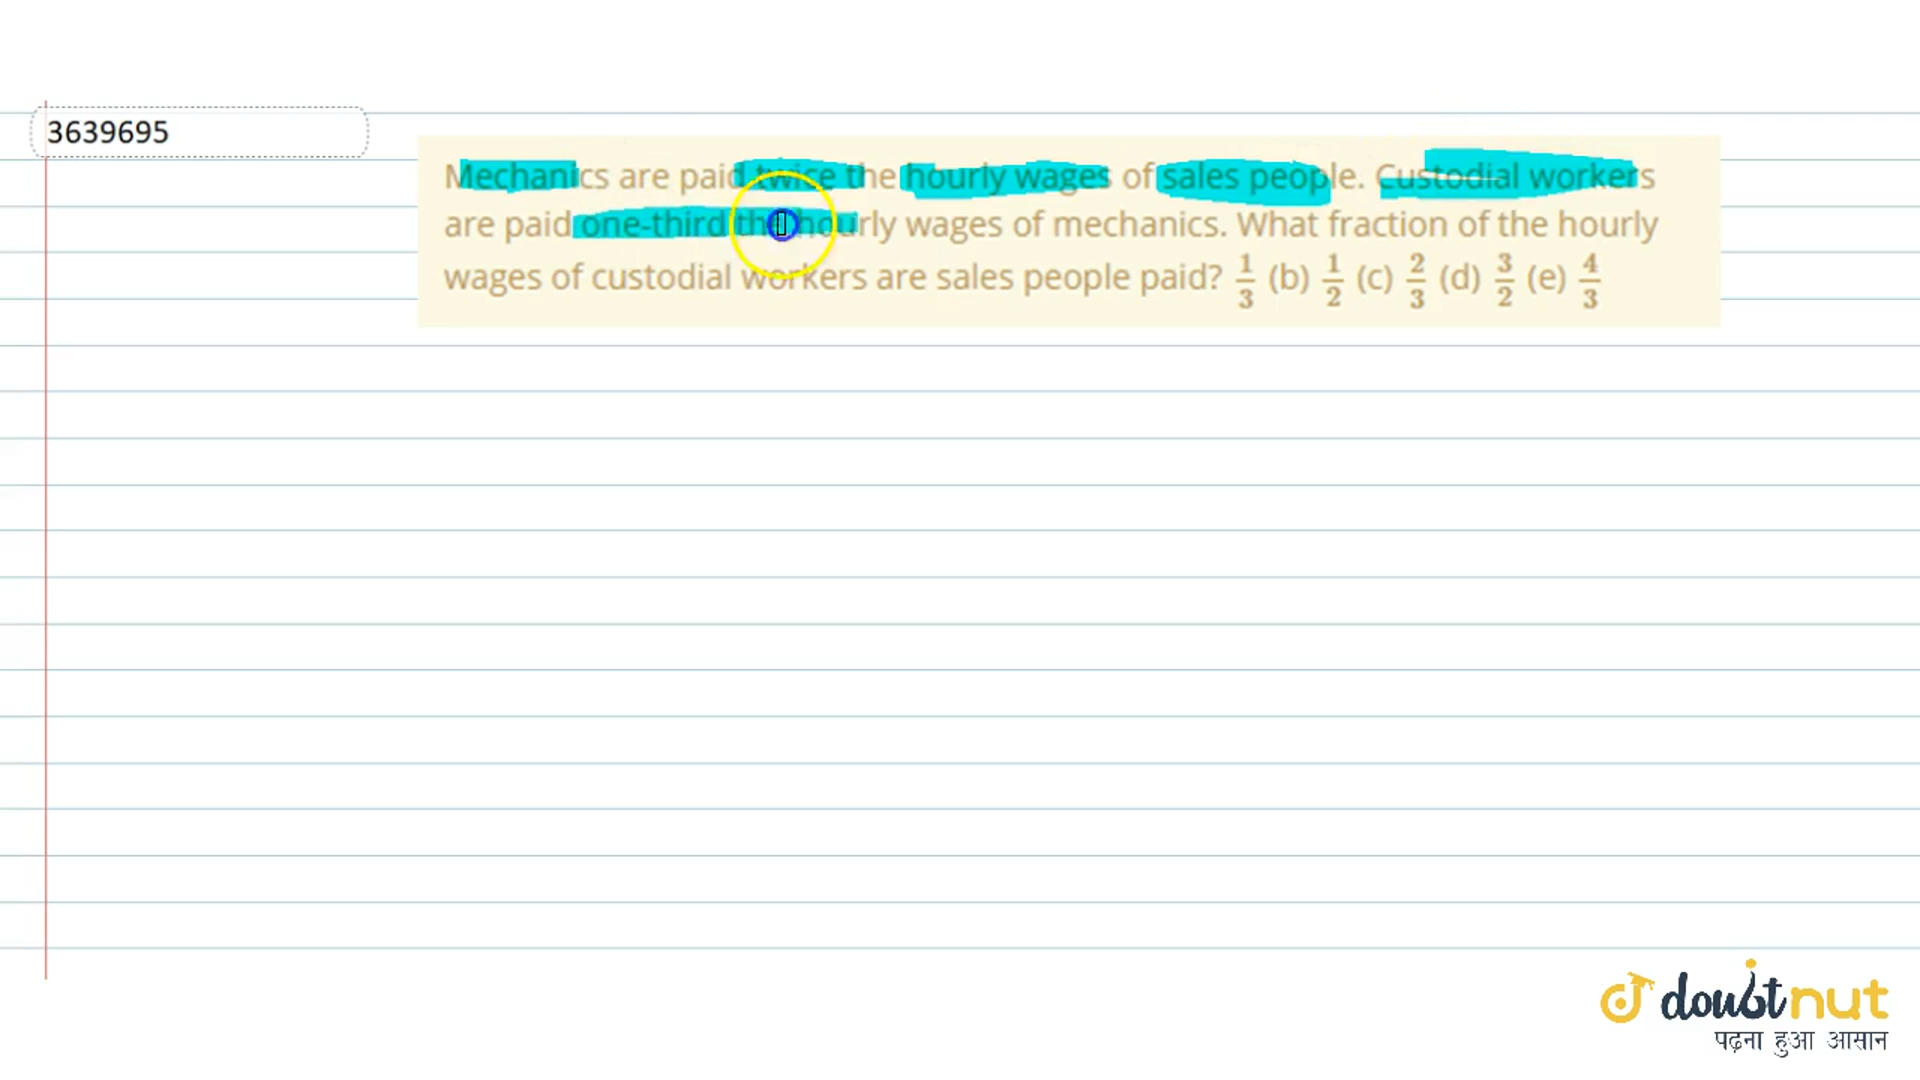 3639695
Mechanics are paid twice the hourly wages of sales people. Custodial workers
are paid one-third the hourly wages of mechanics. What fraction of the hourly
wages of custodial workers are sales people paid? 1/3 (b) 1/2 (c) 2/3 (d) 3/2 (e) 4/3
doubtnut
पढ़ना हुआ आसान